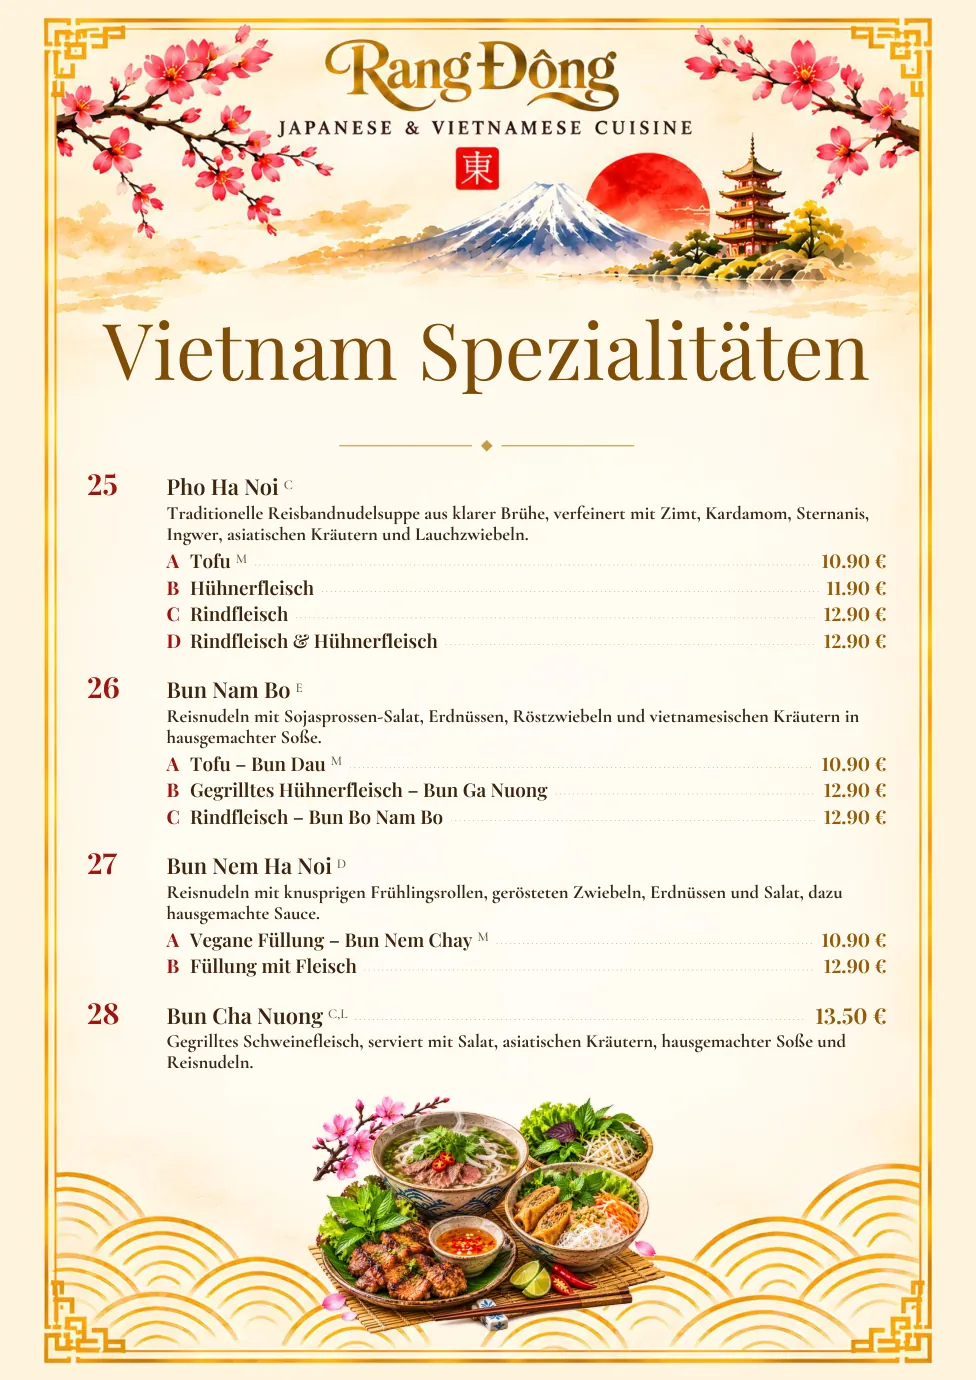 Rang Đông
JAPANESE & VIETNAMESE CUISINE
東
Vietnam Spezialitäten
25 Pho Ha Noi C
Traditionelle Reisbandnudelsuppe aus klarer Brühe, verfeinert mit Zimt, Kardamom, Sternanis,
Ingwer, asiatischen Kräutern und Lauchzwiebeln.
A Tofu M 10.90 €
B Hühnerfleisch 11.90 €
C Rindfleisch 12.90 €
D Rindfleisch & Hühnerfleisch 12.90 €
26 Bun Nam Bo E
Reisnudeln mit Sojasprossen-Salat, Erdnüssen, Röstzwiebeln und vietnamesischen Kräutern in
hausgemachter Soße.
A Tofu – Bun Dau M 10.90 €
B Gegrilltes Hühnerfleisch – Bun Ga Nuong 12.90 €
C Rindfleisch – Bun Bo Nam Bo 12.90 €
27 Bun Nem Ha Noi D
Reisnudeln mit knusprigen Frühlingsrollen, gerösteten Zwiebeln, Erdnüssen und Salat, dazu
hausgemachte Sauce.
A Vegane Füllung – Bun Nem Chay M 10.90 €
B Füllung mit Fleisch 12.90 €
28 Bun Cha Nuong C,L 13.50 €
Gegrilltes Schweinefleisch, serviert mit Salat, asiatischen Kräutern, hausgemachter Soße und
Reisnudeln.